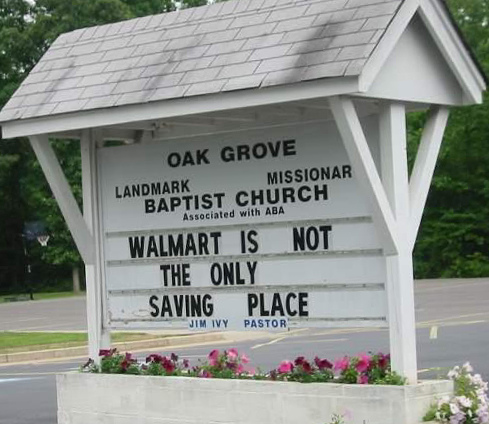 OAK GROVE
LANDMARK MISSIONAR
BAPTIST CHURCH
Associated with ABA
WALMART IS NOT
THE ONLY
SAVING PLACE
JIM IVY PASTOR